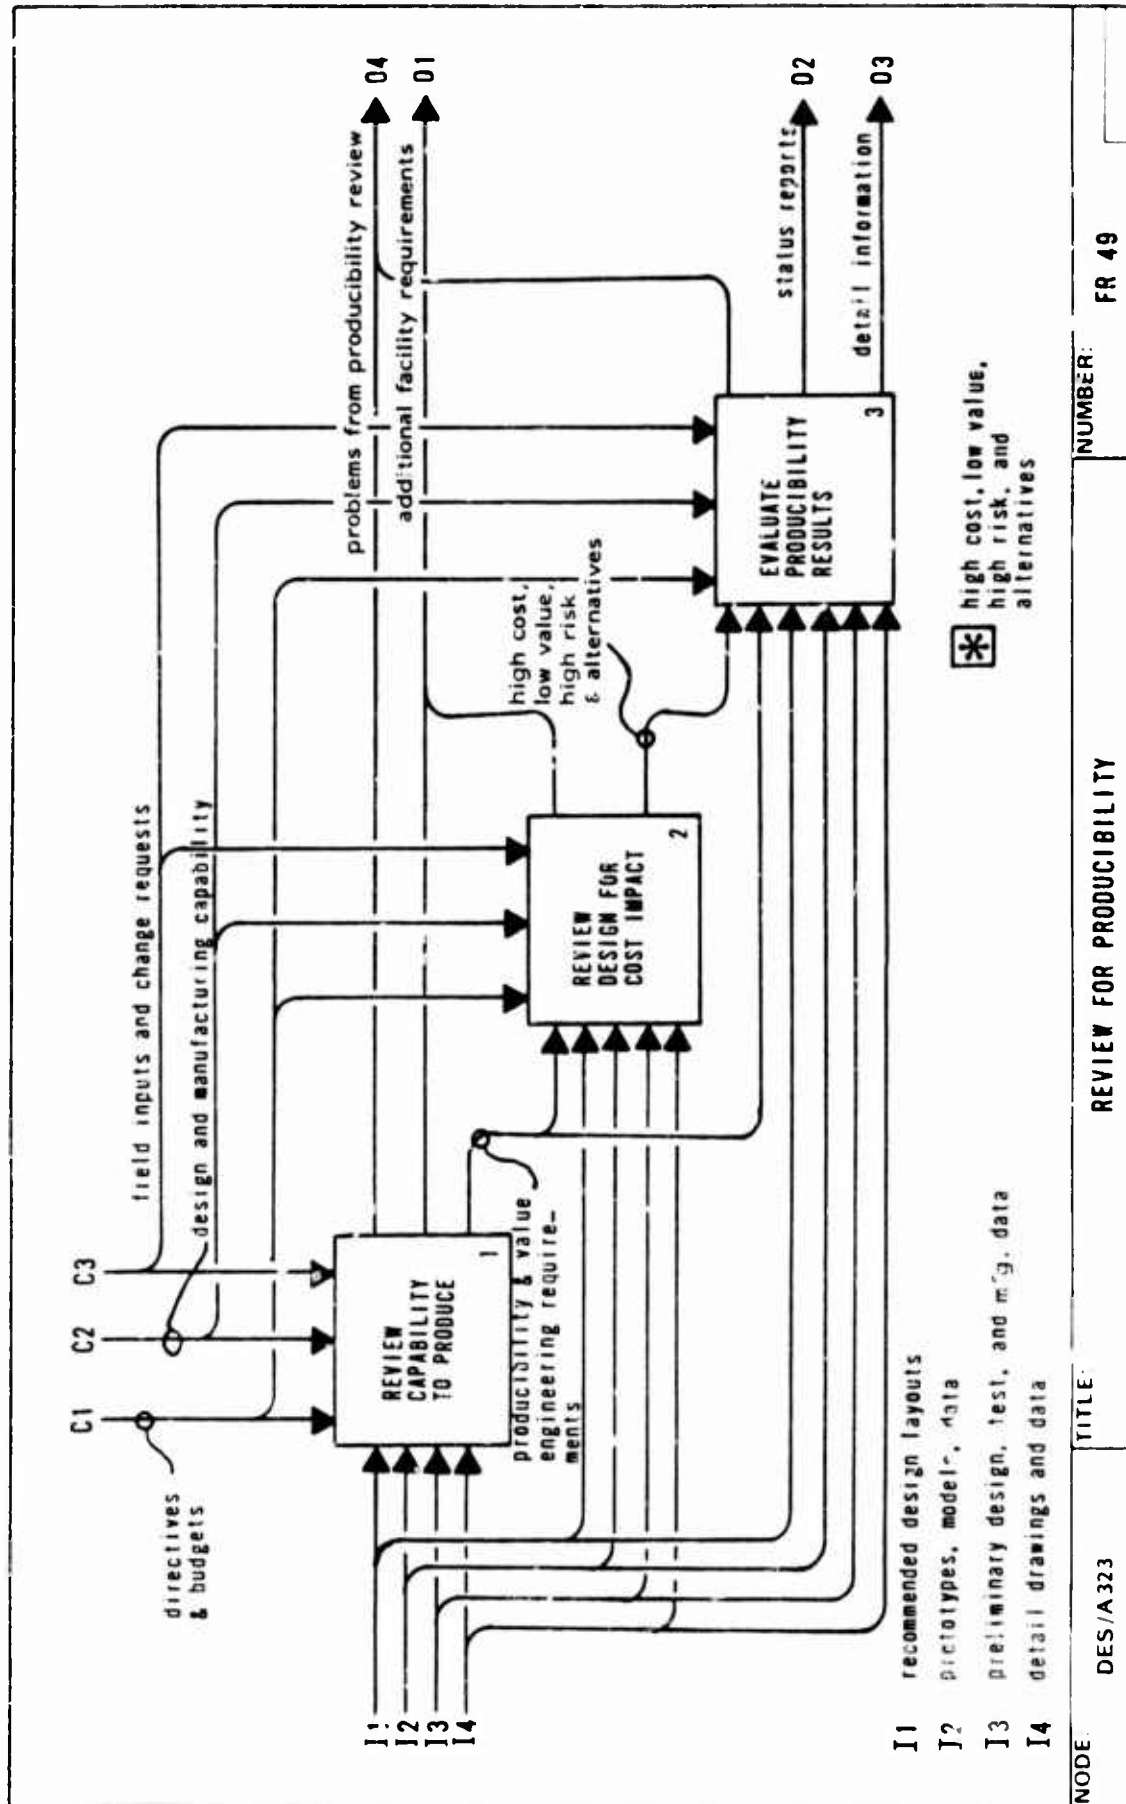 C1
C2
C3
directives
& budgets
field inputs and change requests
design and manufacturing capability
problems from producibility review
O4
additional facility requirements
O1
I1
I2
I3
I4
REVIEW
CAPABILITY
TO PRODUCE
1
producibility & value
engineering require-
ments
REVIEW
DESIGN FOR
COST IMPACT
2
high cost,
low value,
high risk
& alternatives
EVALUATE
PRODUCIBILITY
RESULTS
3
status reports
O2
detail information
O3
I1 recommended design layouts
I2 prototypes, models, data
I3 preliminary design, test, and mfg. data
I4 detail drawings and data
* high cost, low value,
high risk, and
alternatives
NODE: DES/A323
TITLE: REVIEW FOR PRODUCIBILITY
NUMBER: FR 49